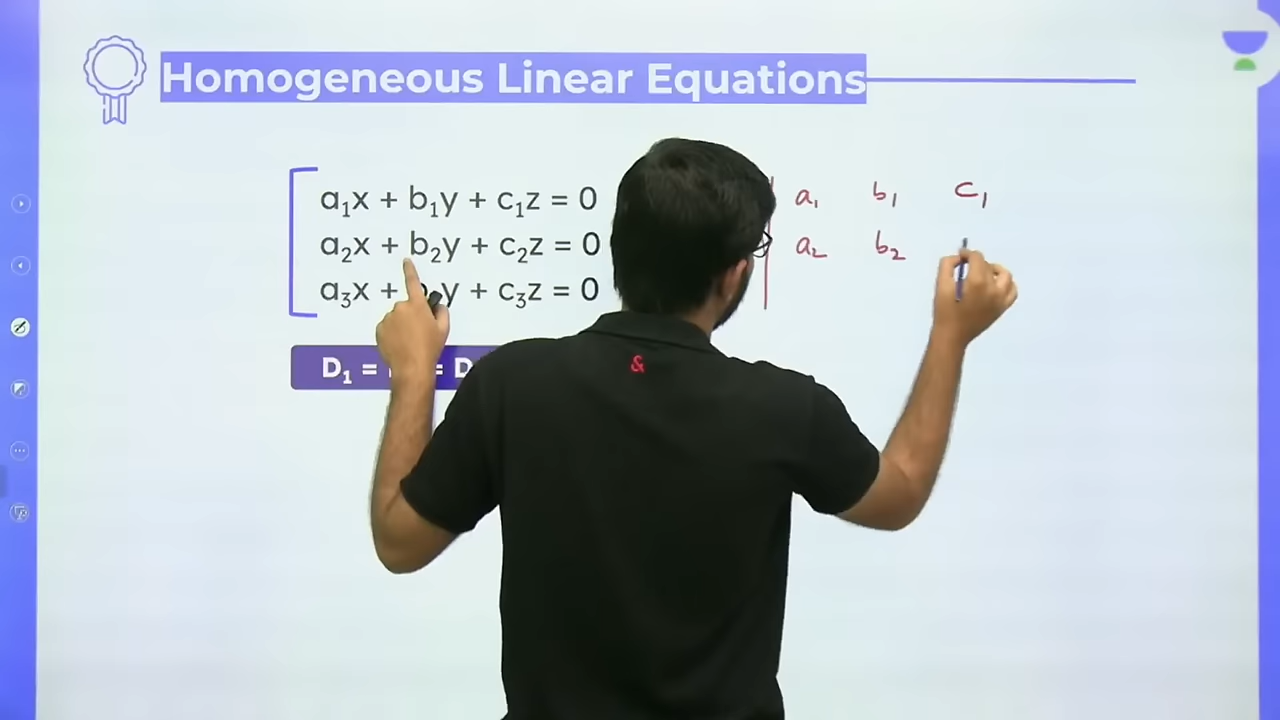 Homogeneous Linear Equations
a₁x + b₁y + c₁z = 0
a₂x + b₂y + c₂z = 0
a₃x + y + c₃z = 0
D₁ = = D
a₁ b₁ c₁
a₂ b₂
&